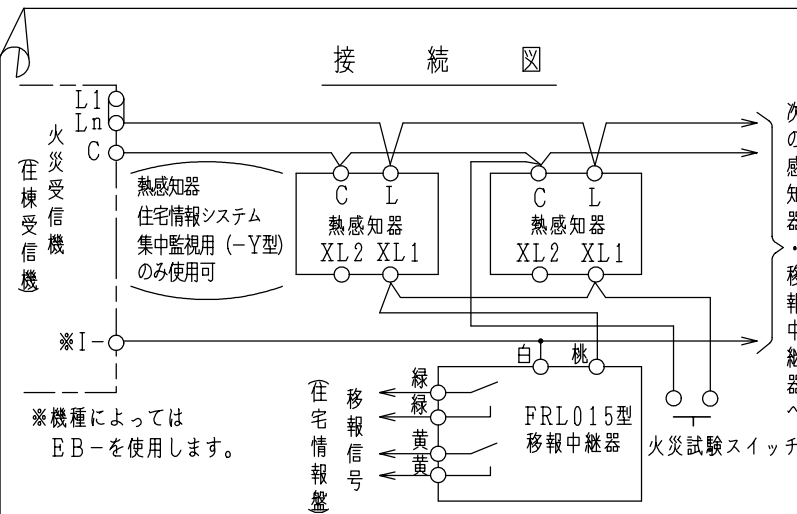 接続図
L1
Ln
C
火災受信機
(住棟受信機)
熱感知器
住宅情報システム
集中監視用(-Y型)
のみ使用可
C L
熱感知器
XL2 XL1
C L
熱感知器
XL2 XL1
次の感知器・移報中継器へ
※I-
白 桃
※機種によっては
EB-を使用します。
(住宅情報盤)
移報信号
緑
緑
黄
黄
FRL015型
移報中継器
火災試験スイッチ